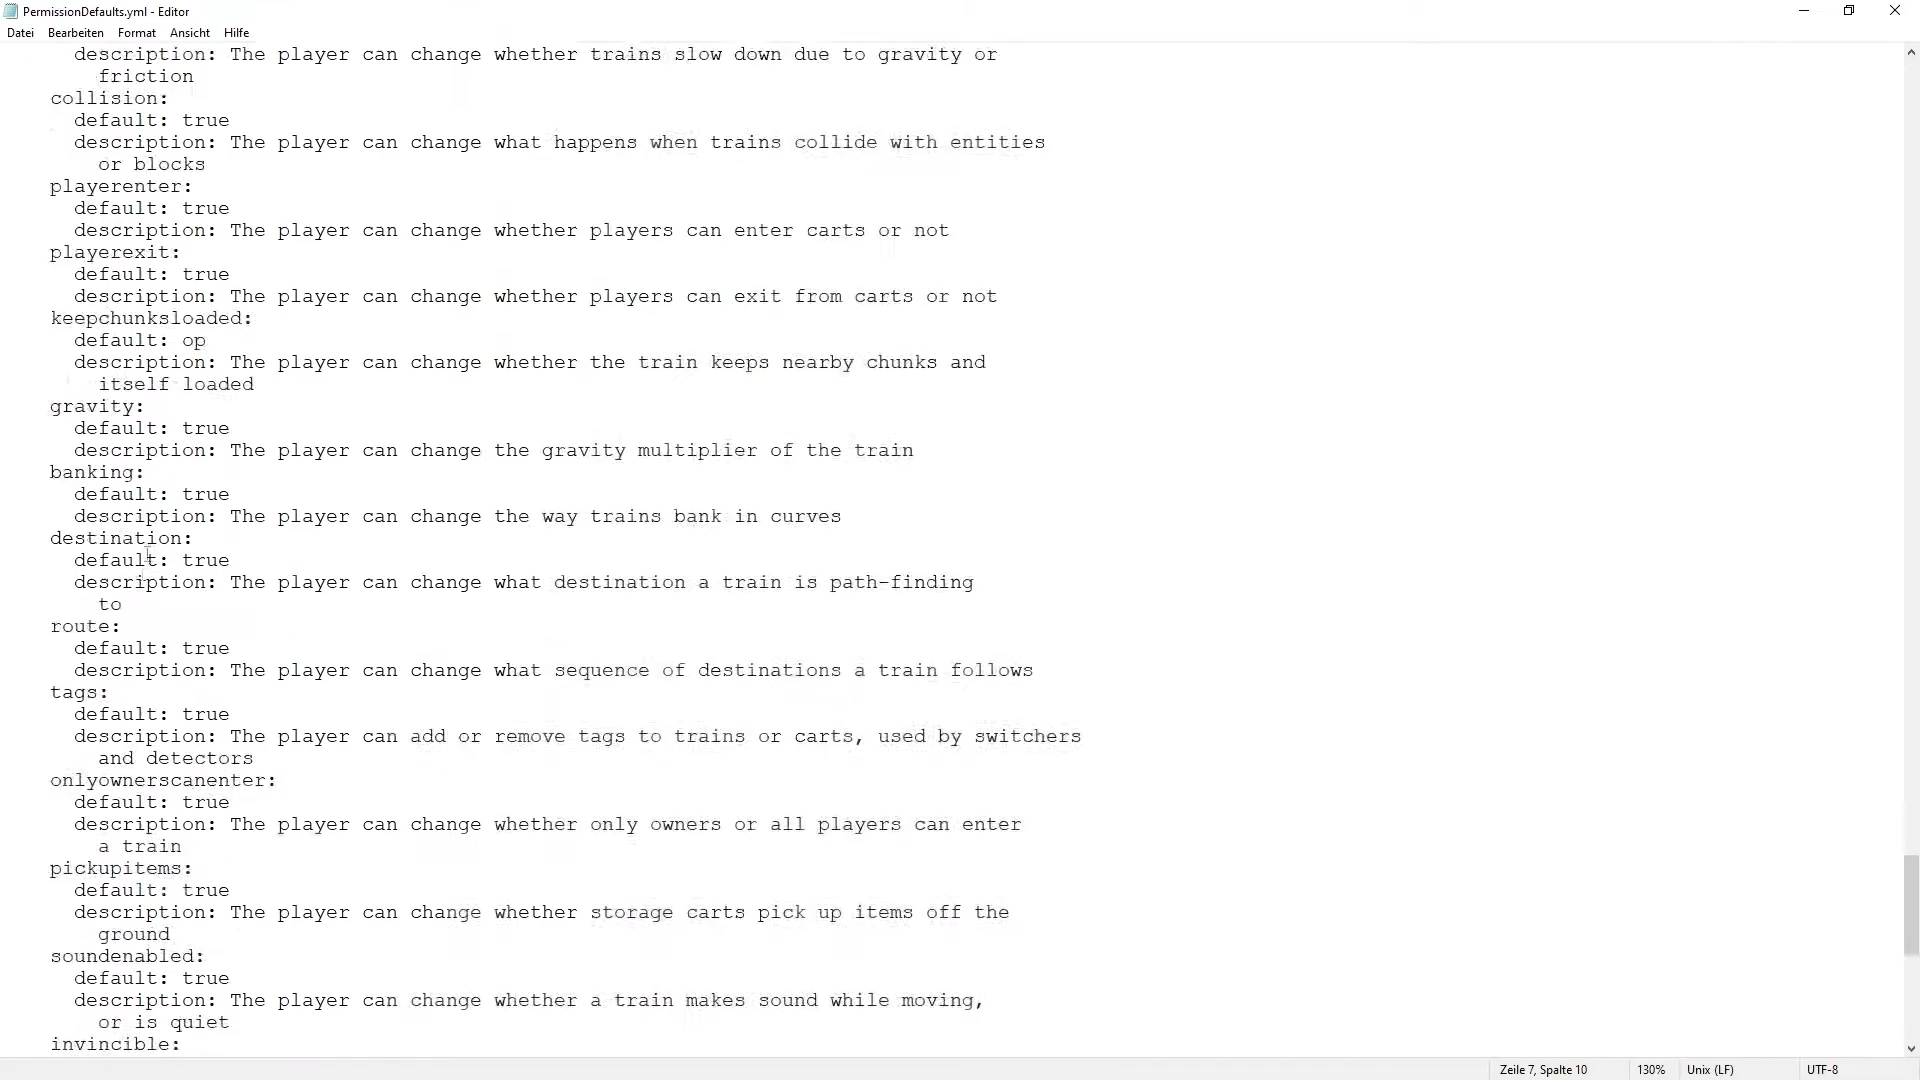 PermissionDefaults.yml - Editor
Datei Bearbeiten Format Ansicht Hilfe
description: The player can change whether trains slow down due to gravity or
friction
collision:
default: true
description: The player can change what happens when trains collide with entities
or blocks
playerenter:
default: true
description: The player can change whether players can enter carts or not
playerexit:
default: true
description: The player can change whether players can exit from carts or not
keepchunksloaded:
default: op
description: The player can change whether the train keeps nearby chunks and
itself loaded
gravity:
default: true
description: The player can change the gravity multiplier of the train
banking:
default: true
description: The player can change the way trains bank in curves
destination:
default: true
description: The player can change what destination a train is path-finding
to
route:
default: true
description: The player can change what sequence of destinations a train follows
tags:
default: true
description: The player can add or remove tags to trains or carts, used by switchers
and detectors
onlyownerscanenter:
default: true
description: The player can change whether only owners or all players can enter
a train
pickupitems:
default: true
description: The player can change whether storage carts pick up items off the
ground
soundenabled:
default: true
description: The player can change whether a train makes sound while moving,
or is quiet
invincible:
Zeile 7, Spalte 10 130% Unix (LF) UTF-8